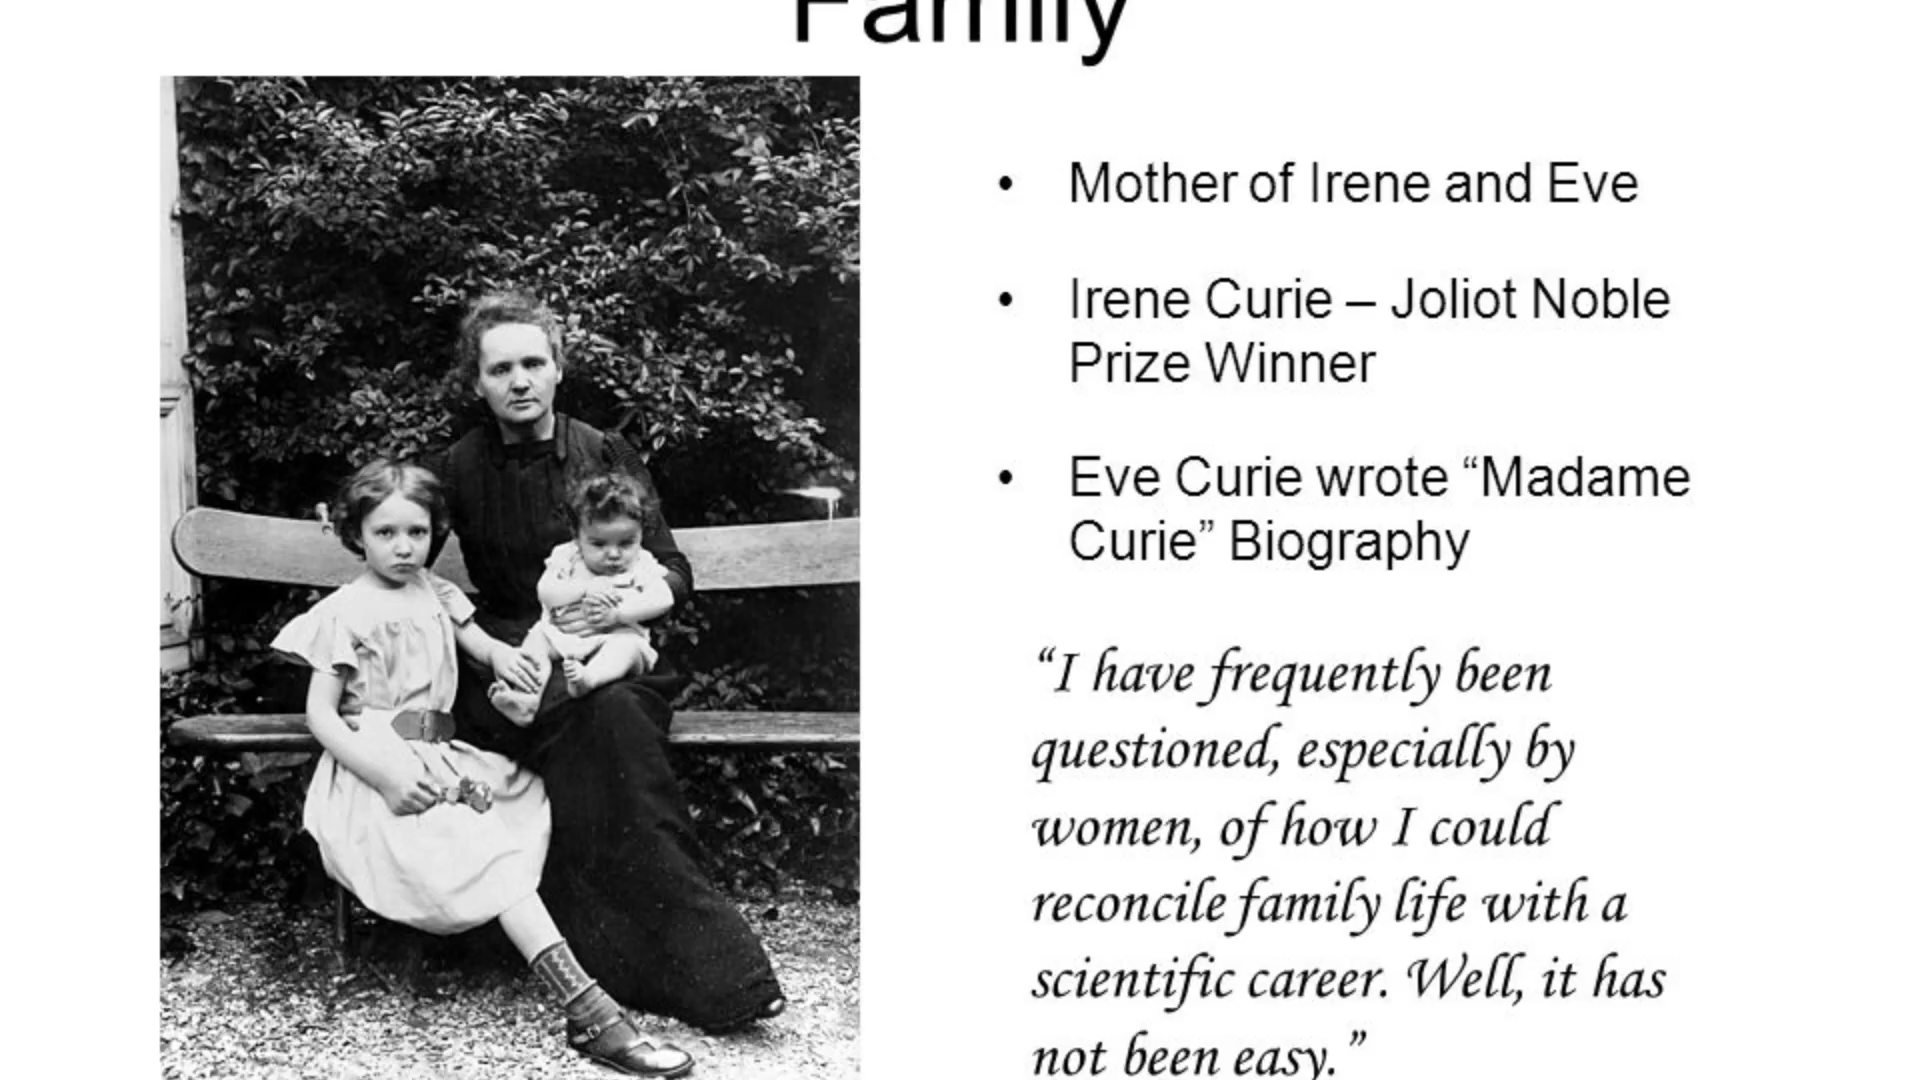 Family
• Mother of Irene and Eve
• Irene Curie – Joliot Noble
Prize Winner
• Eve Curie wrote “Madame
Curie” Biography
“I have frequently been
questioned, especially by
women, of how I could
reconcile family life with a
scientific career. Well, it has
not been easy.”